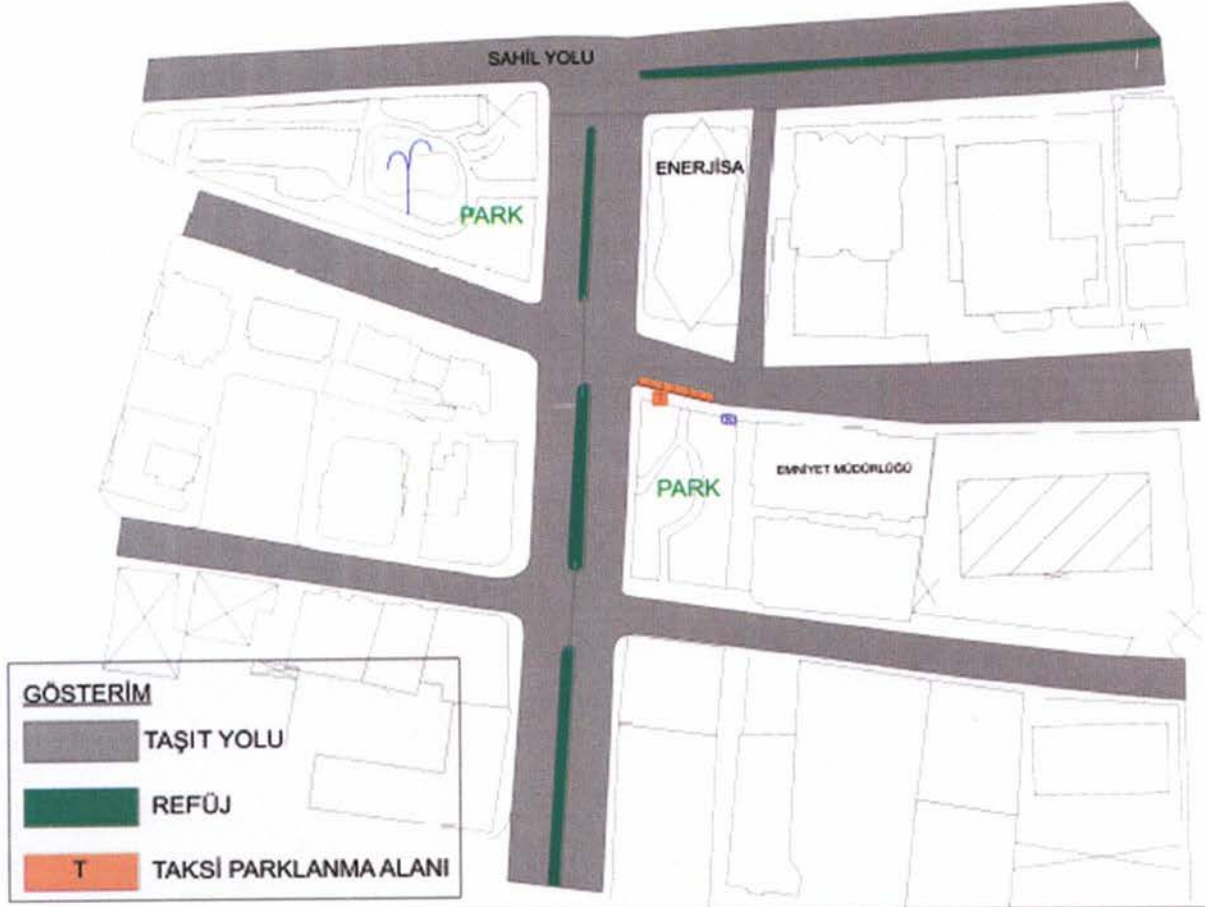 SAHİL YOLU
ENERJİSA
PARK
PARK
EMNİYET MÜDÜRLÜĞÜ
GÖSTERİM
TAŞIT YOLU
REFÜJ
T TAKSİ PARKLANMA ALANI